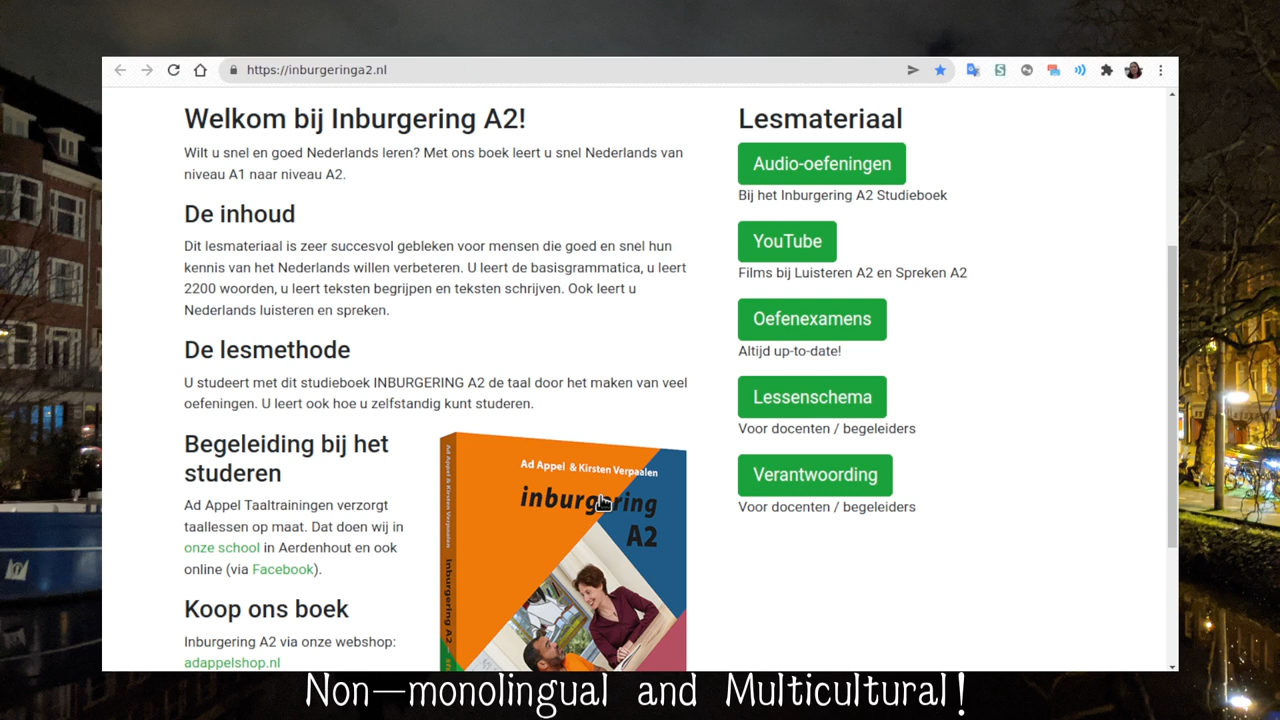 https://inburgeringa2.nl
Welkom bij Inburgering A2!
Wilt u snel en goed Nederlands leren? Met ons boek leert u snel Nederlands van
niveau A1 naar niveau A2.
De inhoud
Dit lesmateriaal is zeer succesvol gebleken voor mensen die goed en snel hun
kennis van het Nederlands willen verbeteren. U leert de basisgrammatica, u leert
2200 woorden, u leert teksten begrijpen en teksten schrijven. Ook leert u
Nederlands luisteren en spreken.
De lesmethode
U studeert met dit studieboek INBURGERING A2 de taal door het maken van veel
oefeningen. U leert ook hoe u zelfstandig kunt studeren.
Begeleiding bij het
studeren
Ad Appel Taaltrainingen verzorgt
taallessen op maat. Dat doen wij in
onze school in Aerdenhout en ook
online (via Facebook).
Koop ons boek
Inburgering A2 via onze webshop:
adappelshop.nl
Ad Appel & Kirsten Verpaalen
inburgering
A2
Ad Appel & Kirsten Verpaalen
Inburgering A2
Lesmateriaal
Audio-oefeningen
Bij het Inburgering A2 Studieboek
YouTube
Films bij Luisteren A2 en Spreken A2
Oefenexamens
Altijd up-to-date!
Lessenschema
Voor docenten / begeleiders
Verantwoording
Voor docenten / begeleiders
Non—monolingual and Multicultural!